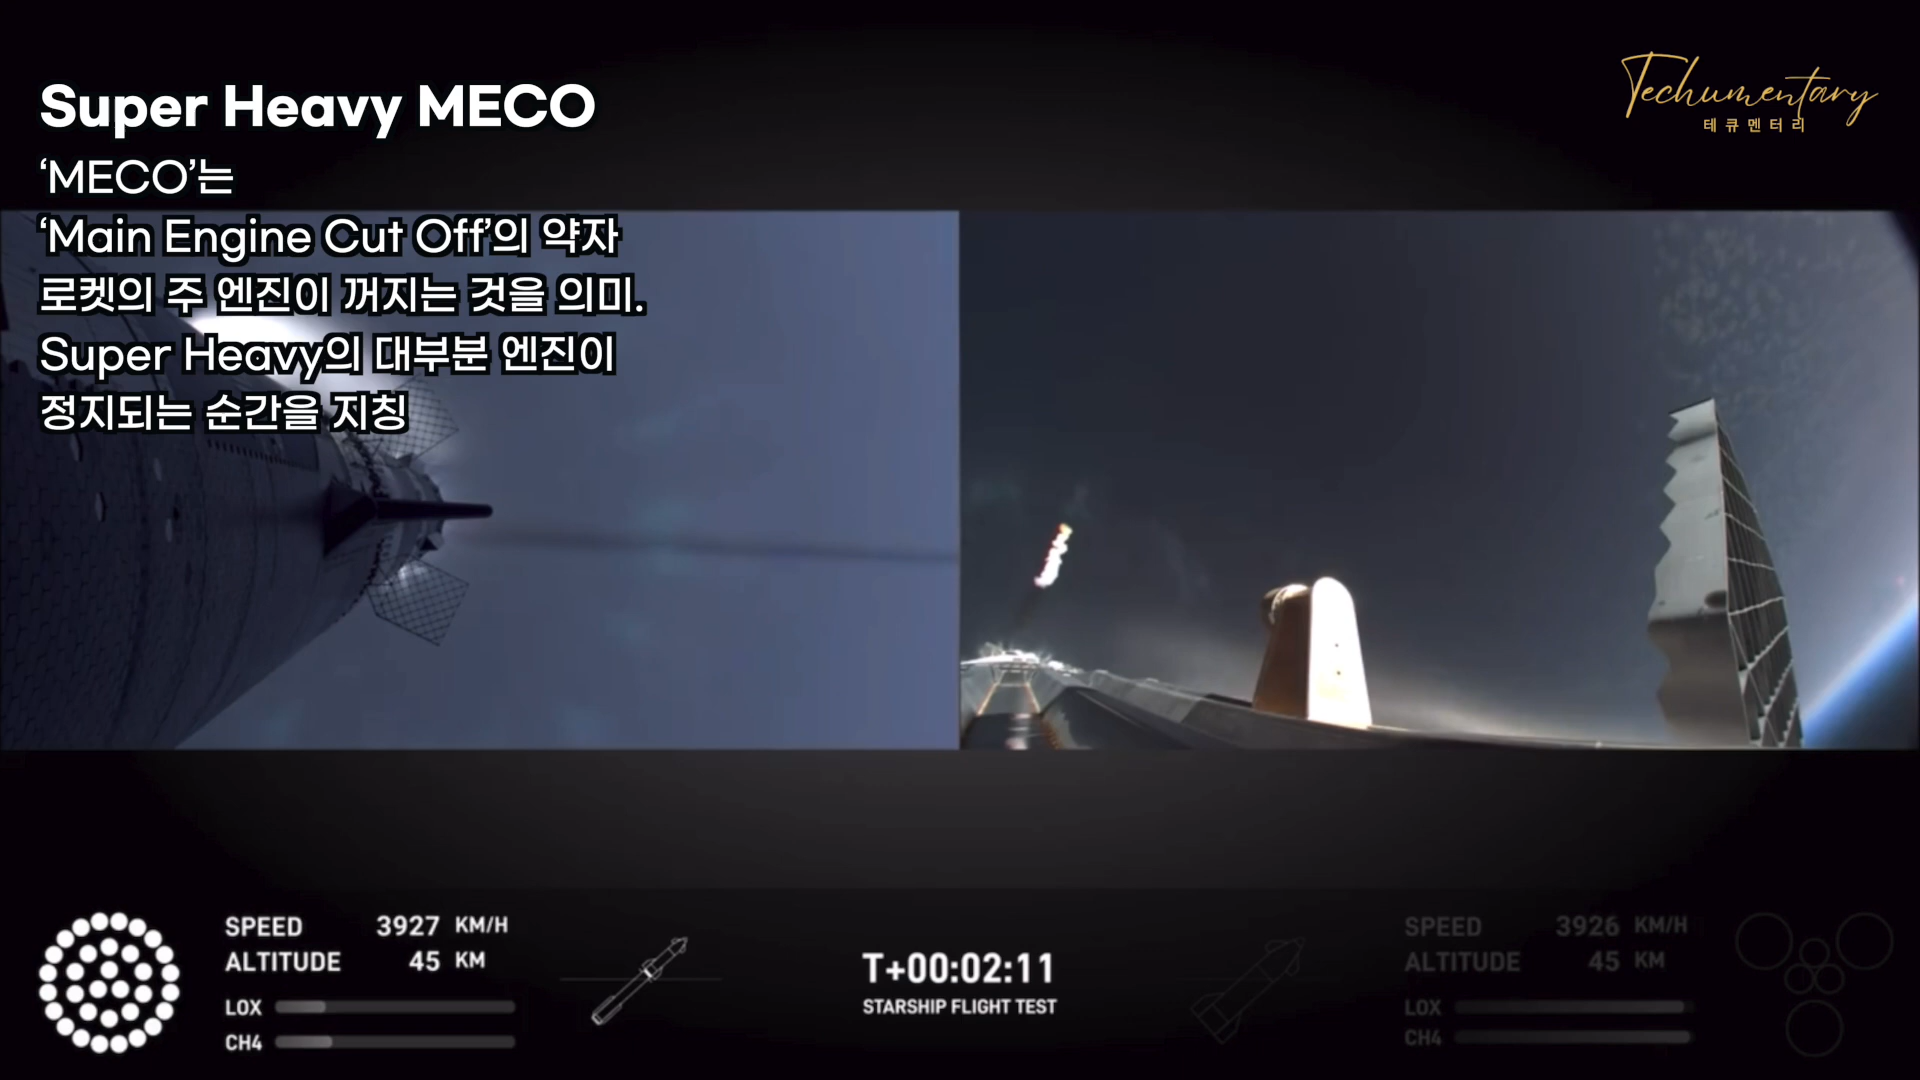 Super Heavy MECO
‘MECO’는
‘Main Engine Cut Off’의 약자
로켓의 주 엔진이 꺼지는 것을 의미.
Super Heavy의 대부분 엔진이
정지되는 순간을 지칭
Techumentary
테큐멘터리
SPEED 3927 KM/H
ALTITUDE 45 KM
LOX
CH4
T+00:02:11
STARSHIP FLIGHT TEST
SPEED 3926 KM/H
ALTITUDE 45 KM
LOX
CH4